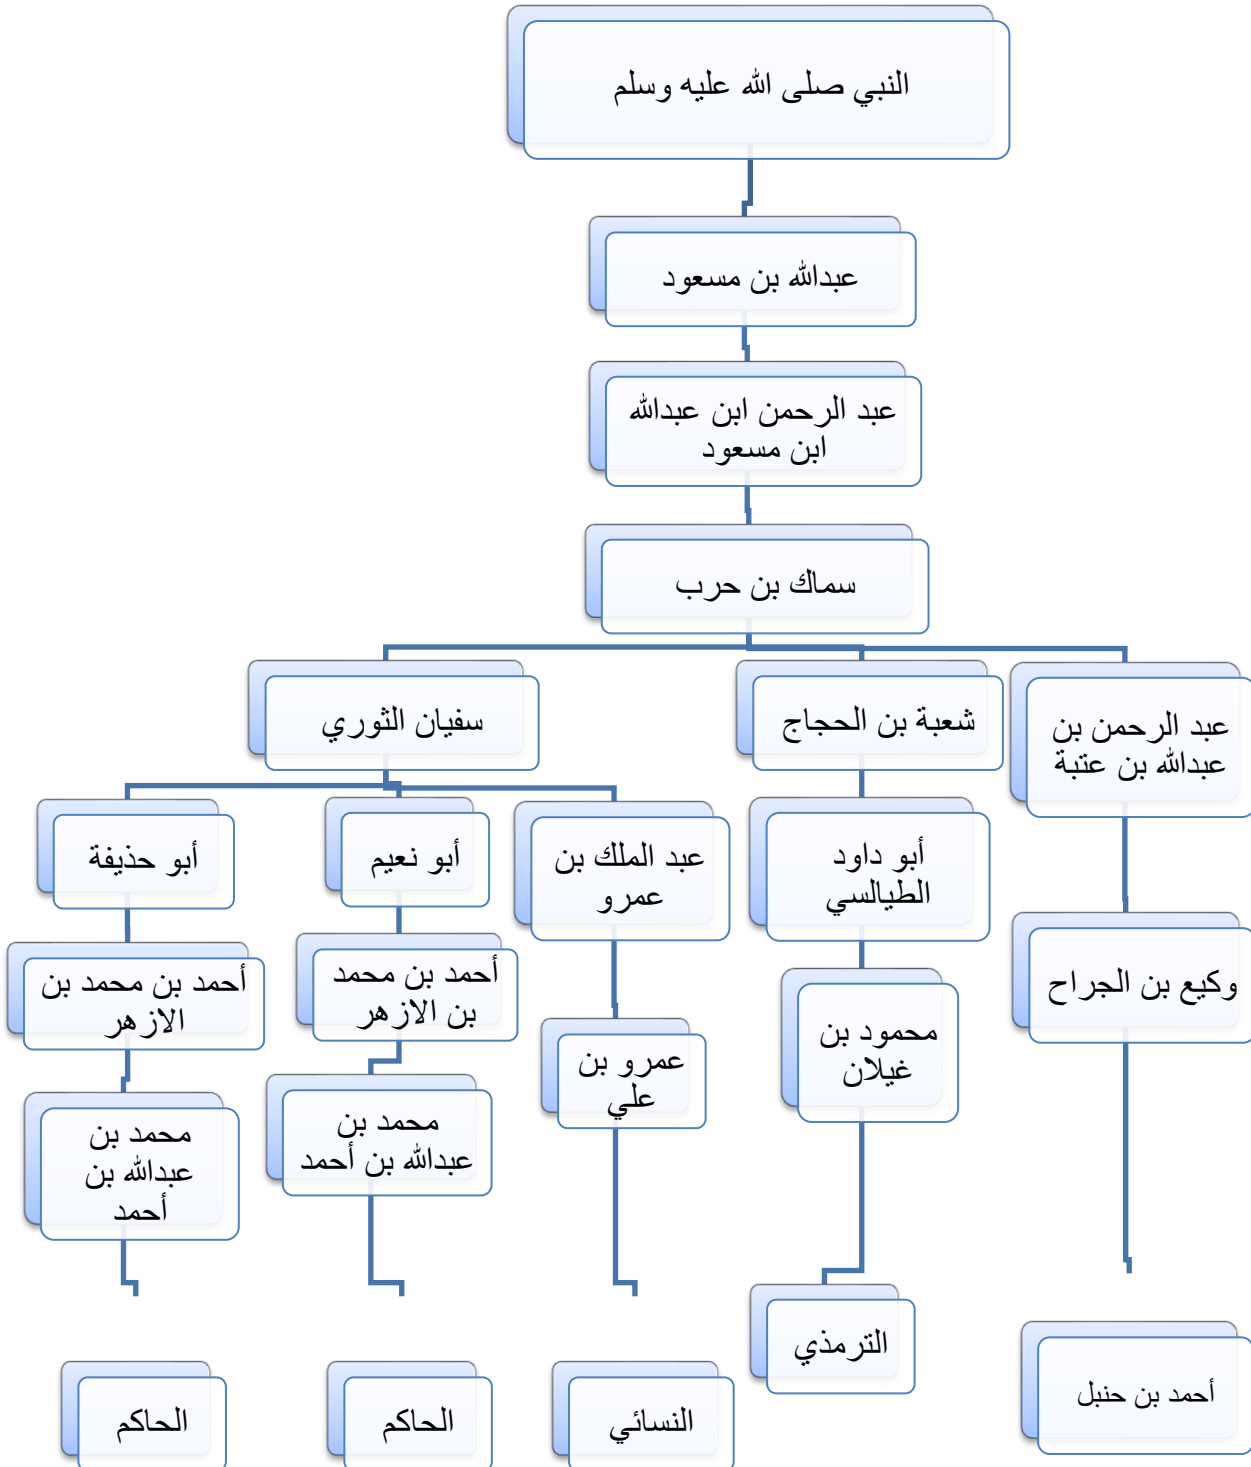 النبي صلى الله عليه وسلم
عبدالله بن مسعود
عبد الرحمن ابن عبدالله
ابن مسعود
سماك بن حرب
عبد الرحمن بن
عبدالله بن عتبة
شعبة بن الحجاج
سفيان الثوري
أبو داود
الطيالسي
عبد الملك بن
عمرو
أبو نعيم
أبو حذيفة
وكيع بن الجراح
محمود بن
غيلان
عمرو بن
علي
أحمد بن محمد
بن الازهر
أحمد بن محمد بن
الازهر
محمد بن
عبدالله بن أحمد
محمد بن
عبدالله بن
أحمد
أحمد بن حنبل
الترمذي
النسائي
الحاكم
الحاكم